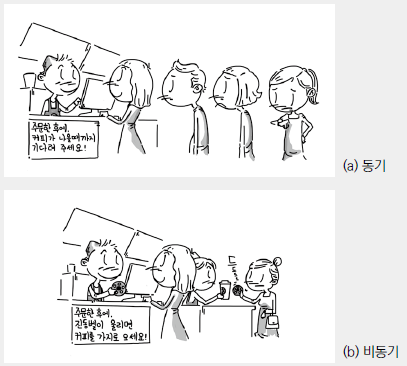 주문한 후에,
커피가 나올때까지
기다려 주세요!
(a) 동기
드
주문한 후에,
진동벨이 울리면
커피를 가지러 오세요!
(b) 비동기